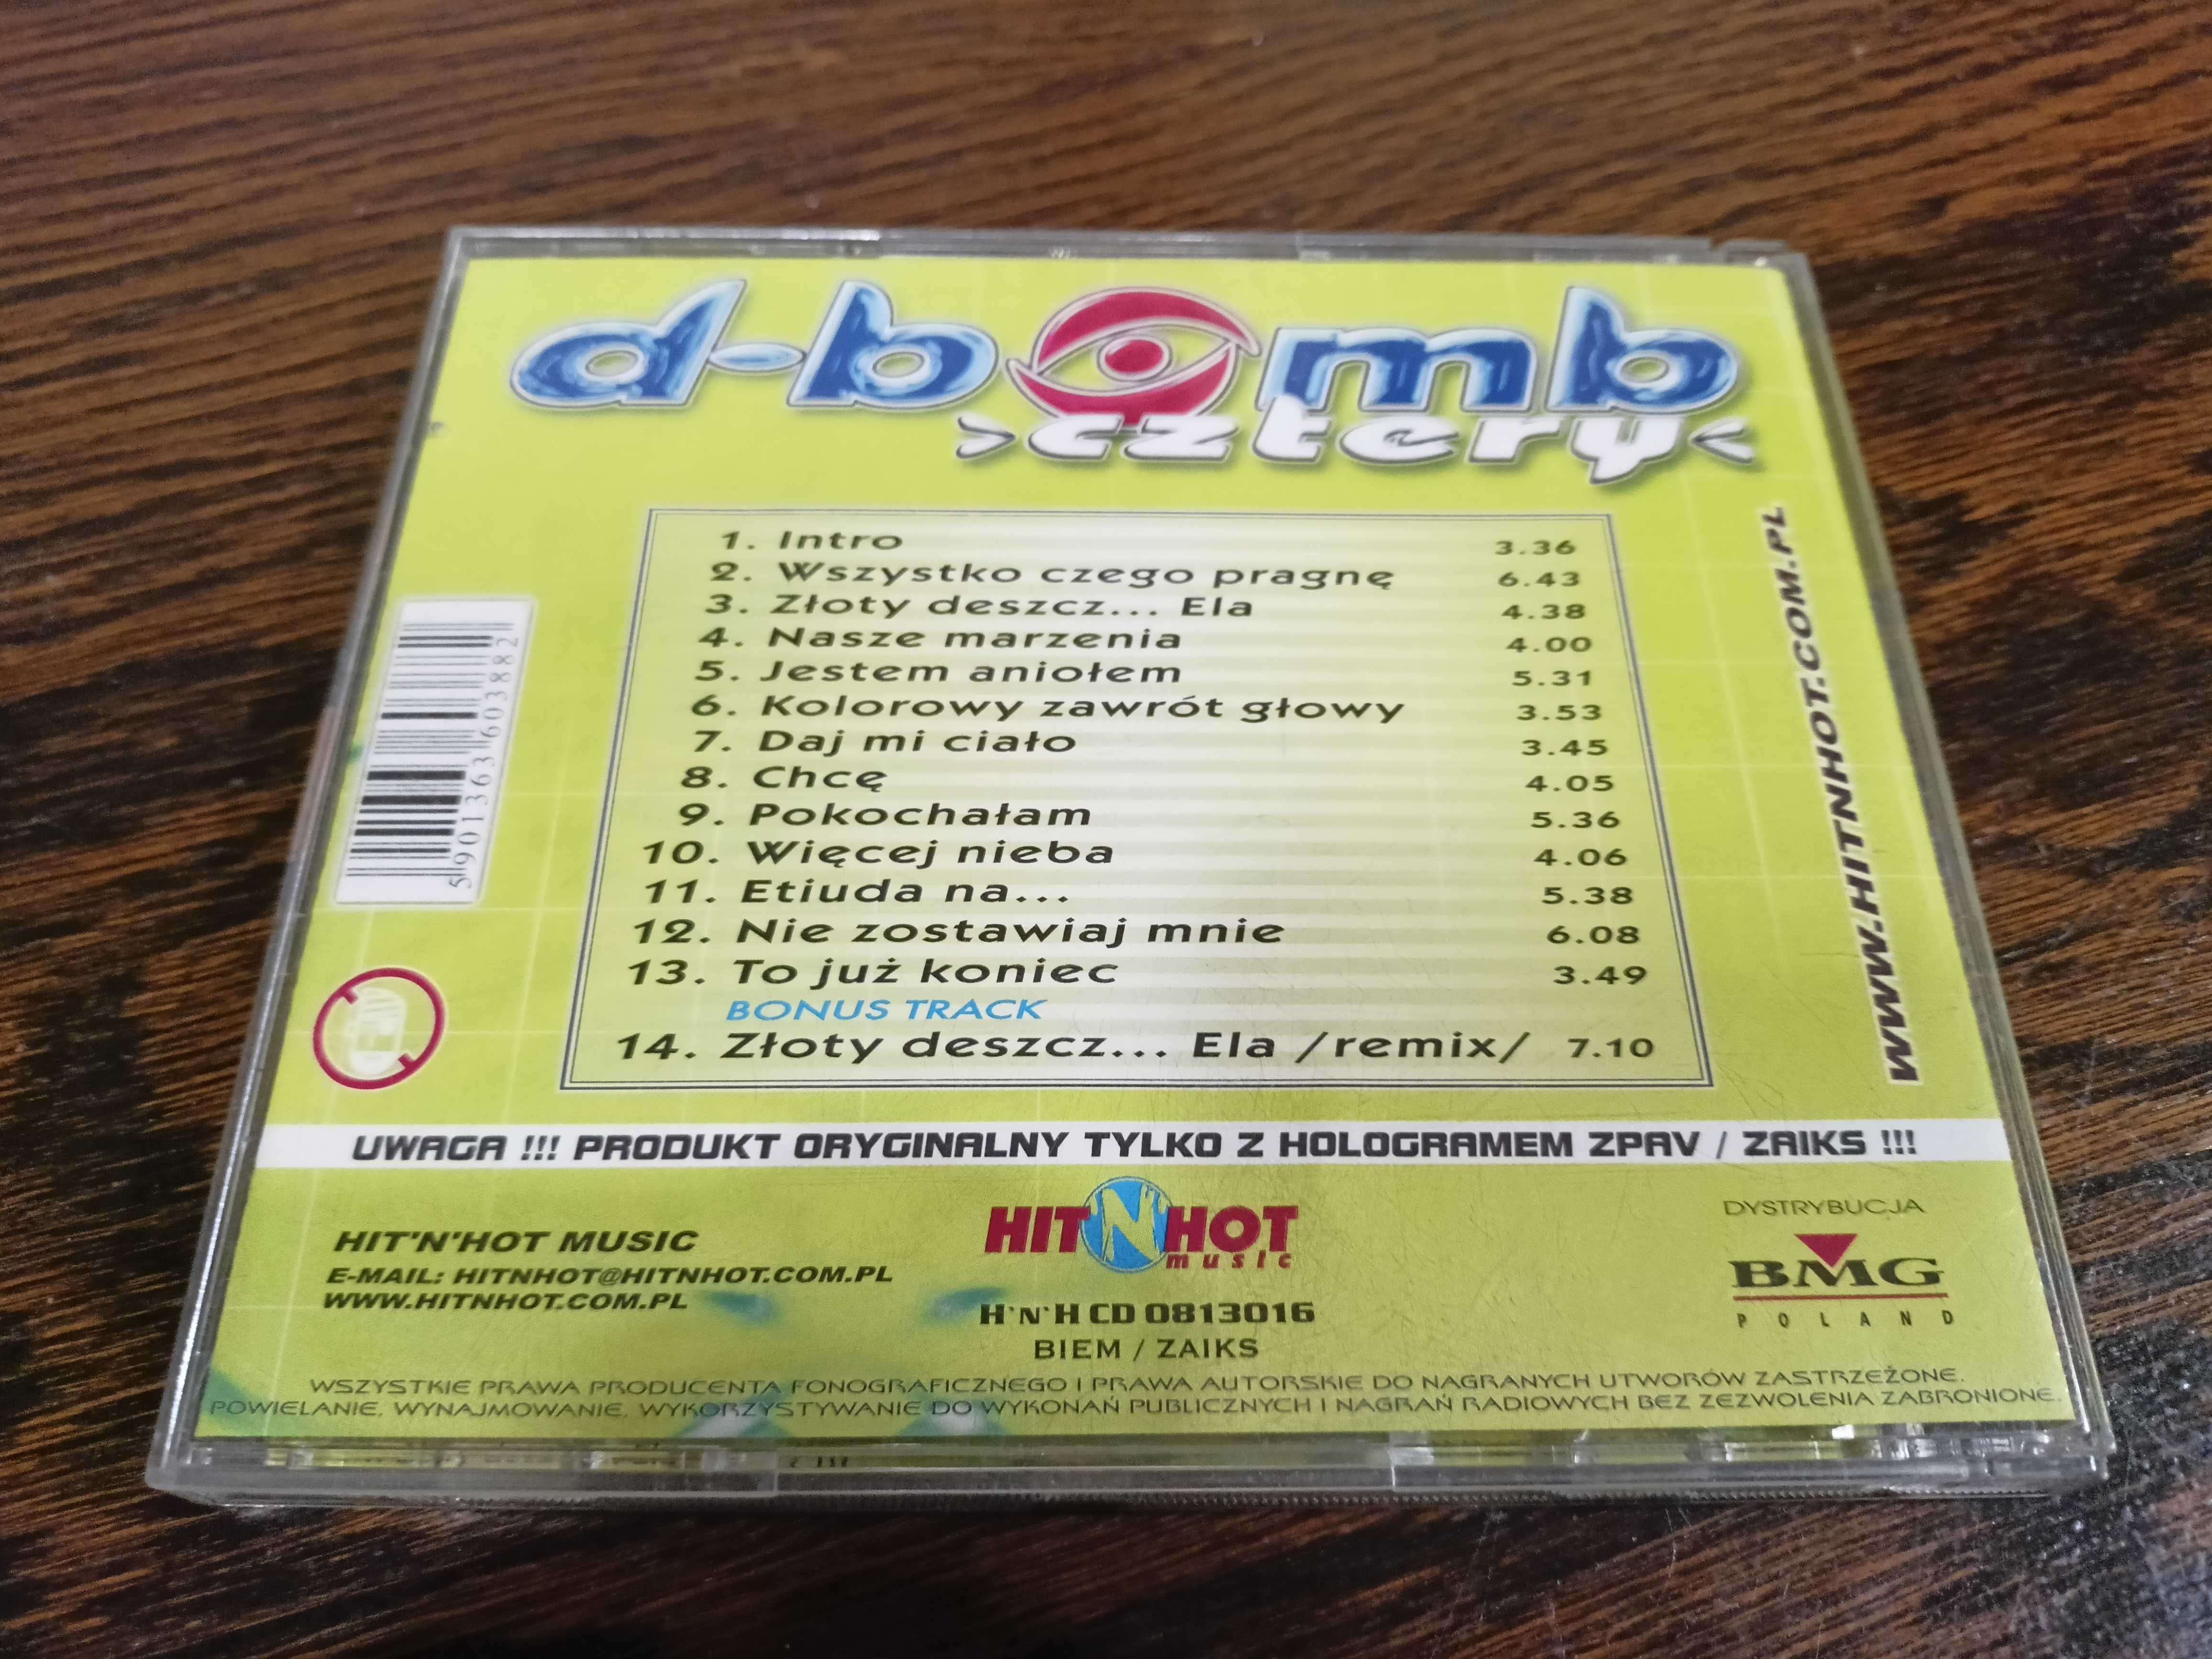 d-bomb
>cztery<
1. Intro 3.36
2. Wszystko czego pragnę 6.43
3. Złoty deszcz... Ela 4.38
4. Nasze marzenia 4.00
5. Jestem aniołem 5.31
6. Kolorowy zawrót głowy 3.53
7. Daj mi ciało 3.45
8. Chcę 4.05
9. Pokochałam 5.36
10. Więcej nieba 4.06
11. Etiuda na... 5.38
12. Nie zostawiaj mnie 6.08
13. To już koniec 3.49
BONUS TRACK
14. Złoty deszcz... Ela /remix/ 7.10
5 901363 603882
WWW.HITNHOT.COM.PL
UWAGA !!! PRODUKT ORYGINALNY TYLKO Z HOLOGRAMEM ZPAV / ZAIKS !!!
HIT'N'HOT MUSIC
E-MAIL: HITNHOT@HITNHOT.COM.PL
WWW.HITNHOT.COM.PL
HIT'N'HOT
music
H'N'H CD 0813016
BIEM / ZAIKS
DYSTRYBUCJA
BMG
POLAND
WSZYSTKIE PRAWA PRODUCENTA FONOGRAFICZNEGO I PRAWA AUTORSKIE DO NAGRANYCH UTWORÓW ZASTRZEŻONE.
POWIELANIE, WYNAJMOWANIE, WYKORZYSTYWANIE DO WYKONAŃ PUBLICZNYCH I NAGRAŃ RADIOWYCH BEZ ZEZWOLENIA ZABRONIONE.